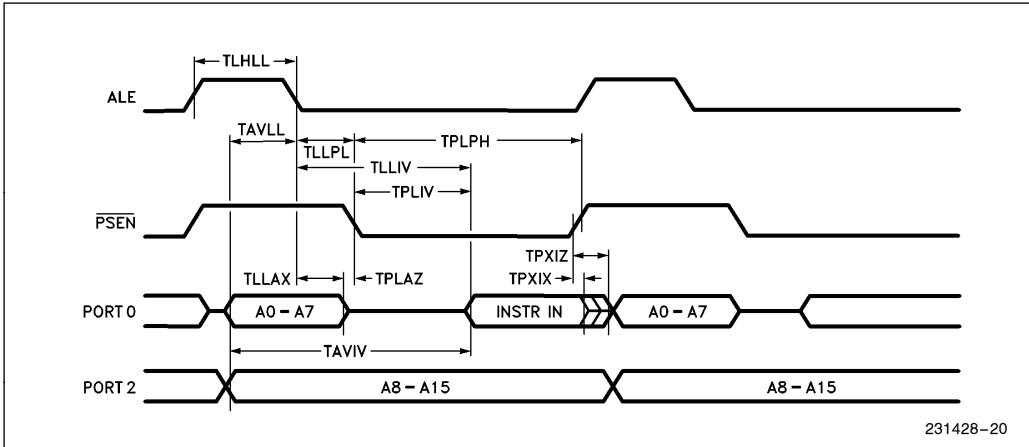 TLHLL
ALE
TAVLL
TLLPL
TPLPH
TLLIV
TPLIV
PSEN
TPXIZ
TLLAX
TPLAZ
TPXIX
PORT 0
A0 – A7
INSTR IN
A0 – A7
TAVIV
PORT 2
A8 – A15
A8 – A15
231428–20